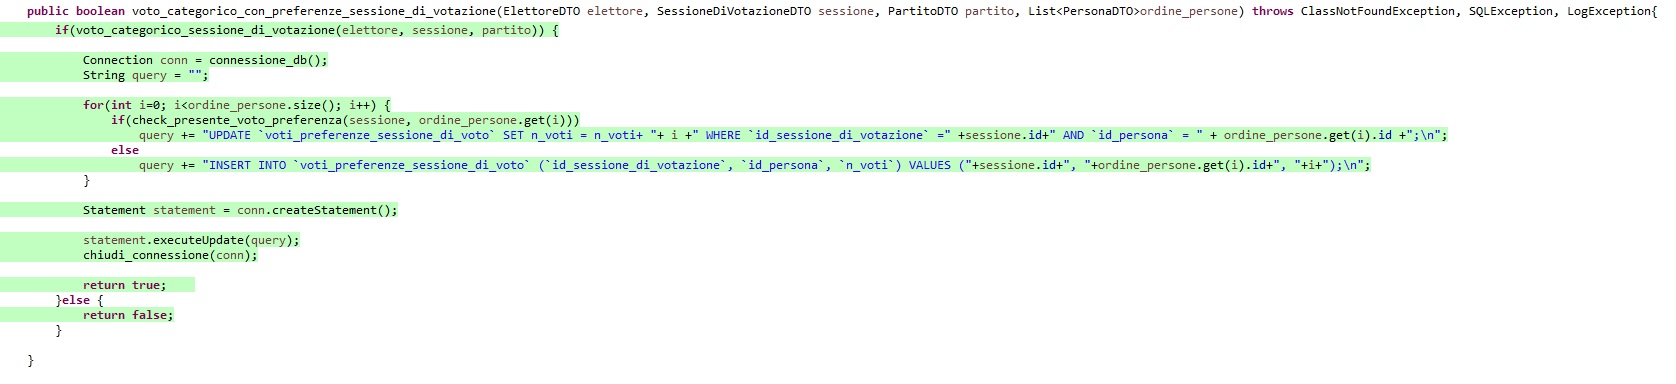 public boolean voto_categorico_con_preferenze_sessione_di_votazione(ElettoreDTO elettore, SessioneDiVotazioneDTO sessione, PartitoDTO partito, List<PersonaDTO>ordine_persone) throws ClassNotFoundException, SQLException, LogException{
if(voto_categorico_sessione_di_votazione(elettore, sessione, partito)) {
Connection conn = connessione_db();
String query = "";
for(int i=0; i<ordine_persone.size(); i++) {
if(check_presente_voto_preferenza(sessione, ordine_persone.get(i)))
query += "UPDATE `voti_preferenze_sessione_di_voto` SET n_voti = n_voti+ "+ i +" WHERE `id_sessione_di_votazione` =" +sessione.id+" AND `id_persona` = " + ordine_persone.get(i).id +";\n";
else
query += "INSERT INTO `voti_preferenze_sessione_di_voto` (`id_sessione_di_votazione`, `id_persona`, `n_voti`) VALUES ("+sessione.id+", "+ordine_persone.get(i).id+", "+i+");\n";
}
Statement statement = conn.createStatement();
statement.executeUpdate(query);
chiudi_connessione(conn);
return true;
}else {
return false;
}
}